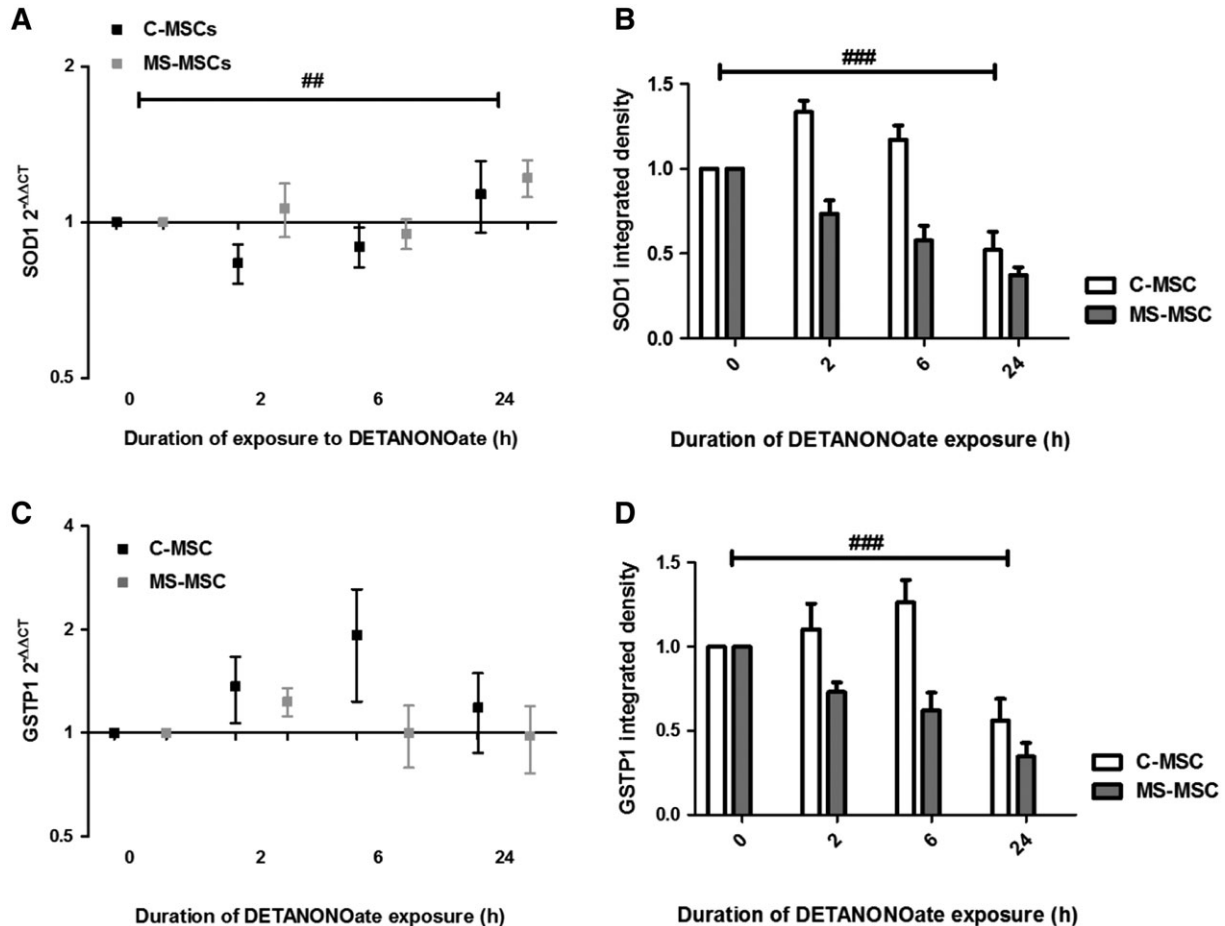 A
C-MSCs
MS-MSCs
2
##
1
0.5
SOD1 2-ΔΔCT
0 2 6 24
Duration of exposure to DETANONOate (h)
B
###
1.5
1.0
0.5
0.0
SOD1 integrated density
0 2 6 24
C-MSC
MS-MSC
Duration of DETANONOate exposure (h)
C
4
C-MSC
MS-MSC
2
1
0.5
GSTP1 2-ΔΔCT
0 2 6 24
Duration of DETANONOate exposure (h)
D
###
1.5
1.0
0.5
0.0
GSTP1 integrated density
0 2 6 24
C-MSC
MS-MSC
Duration of DETANONOate exposure (h)